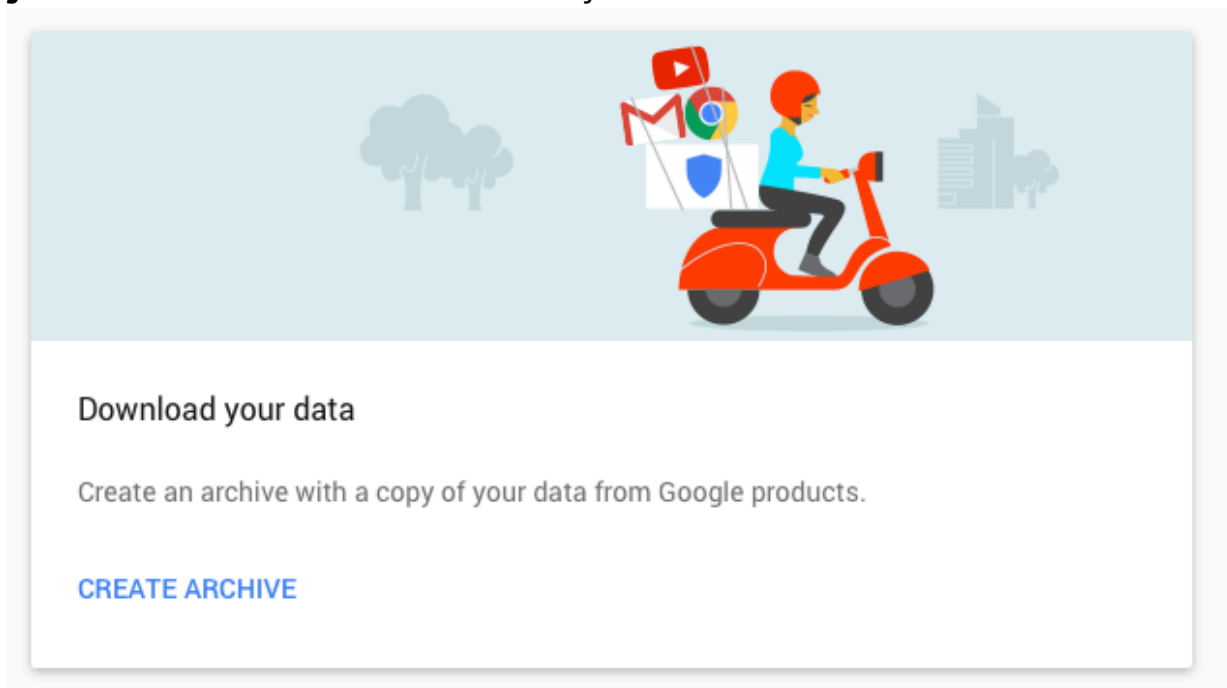 Download your data
Create an archive with a copy of your data from Google products.
CREATE ARCHIVE